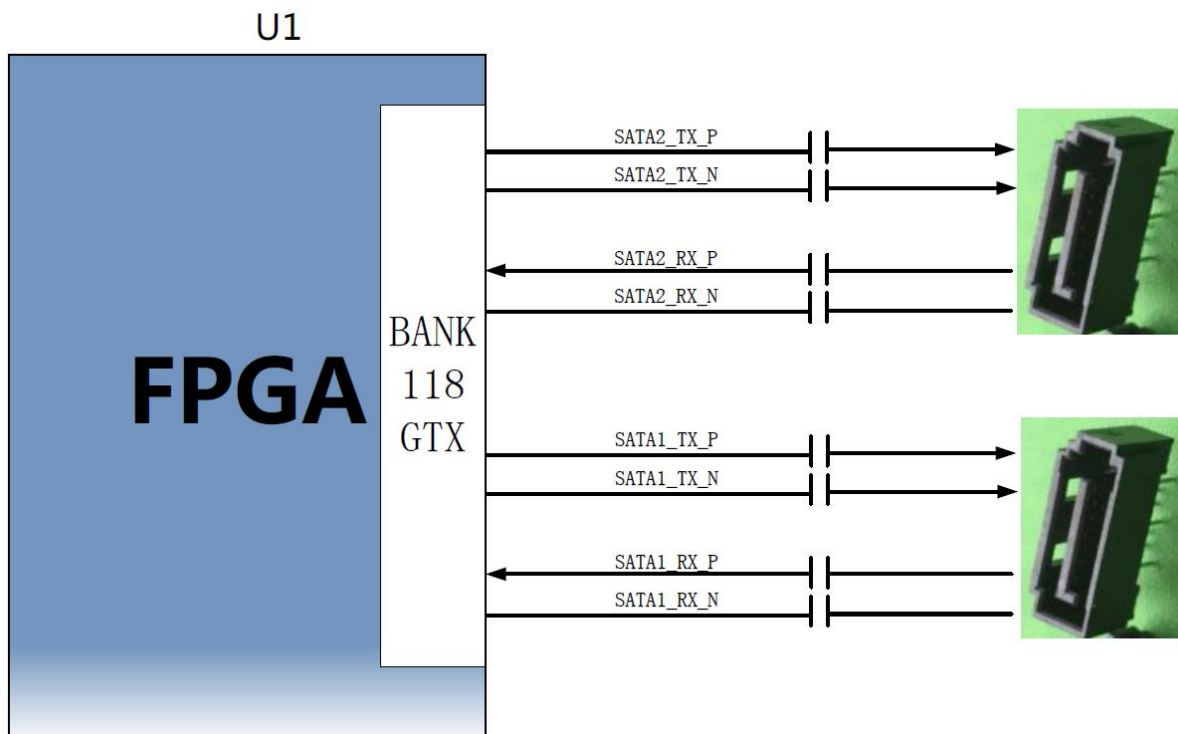 U1
SATA2_TX_P
SATA2_TX_N
SATA2_RX_P
SATA2_RX_N
BANK
118
GTX
FPGA
SATA1_TX_P
SATA1_TX_N
SATA1_RX_P
SATA1_RX_N